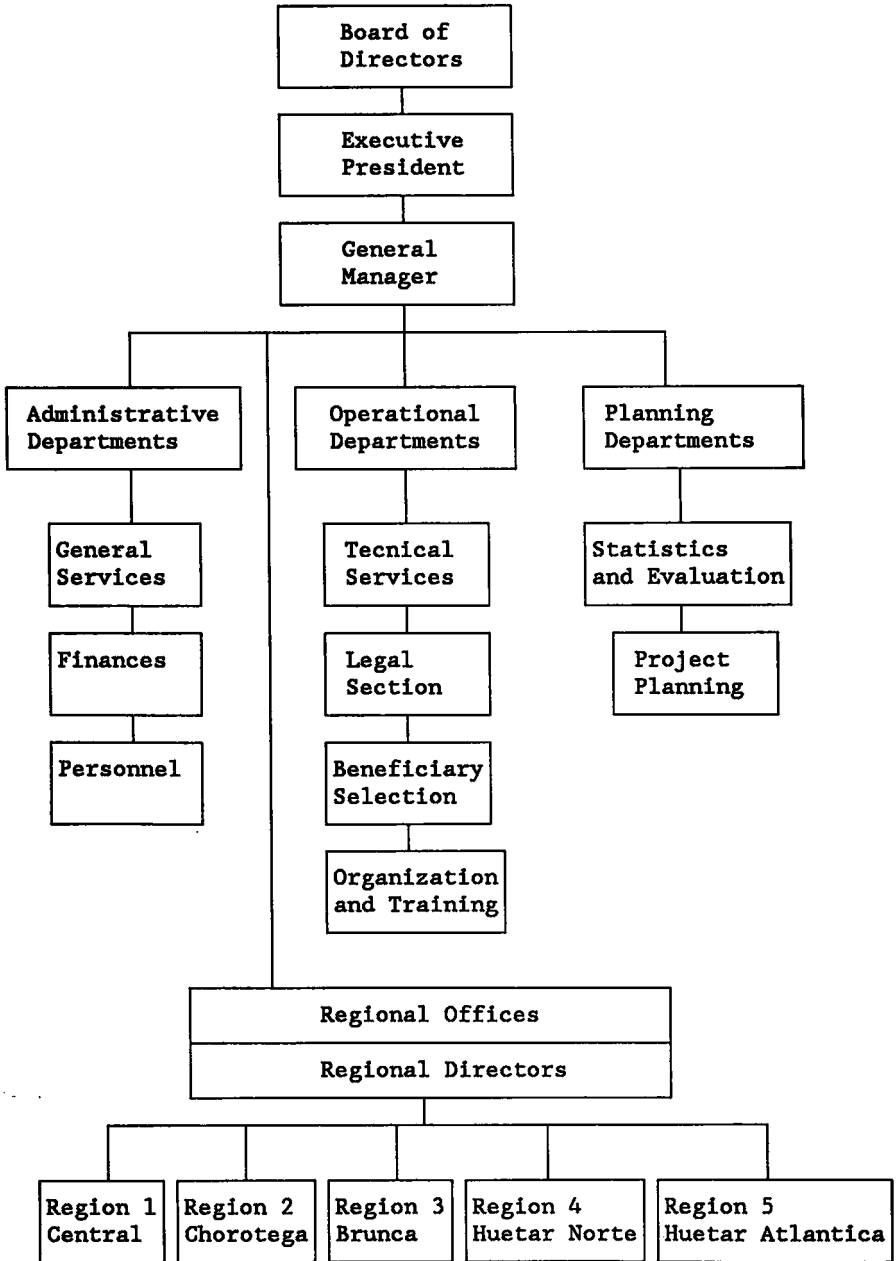 Board of
Directors
Executive
President
General
Manager
Administrative
Departments
Operational
Departments
Planning
Departments
General
Services
Tecnical
Services
Statistics
and Evaluation
Finances
Legal
Section
Project
Planning
Personnel
Beneficiary
Selection
Organization
and Training
Regional Offices
Regional Directors
Region 1
Central
Region 2
Chorotega
Region 3
Brunca
Region 4
Huetar Norte
Region 5
Huetar Atlantica